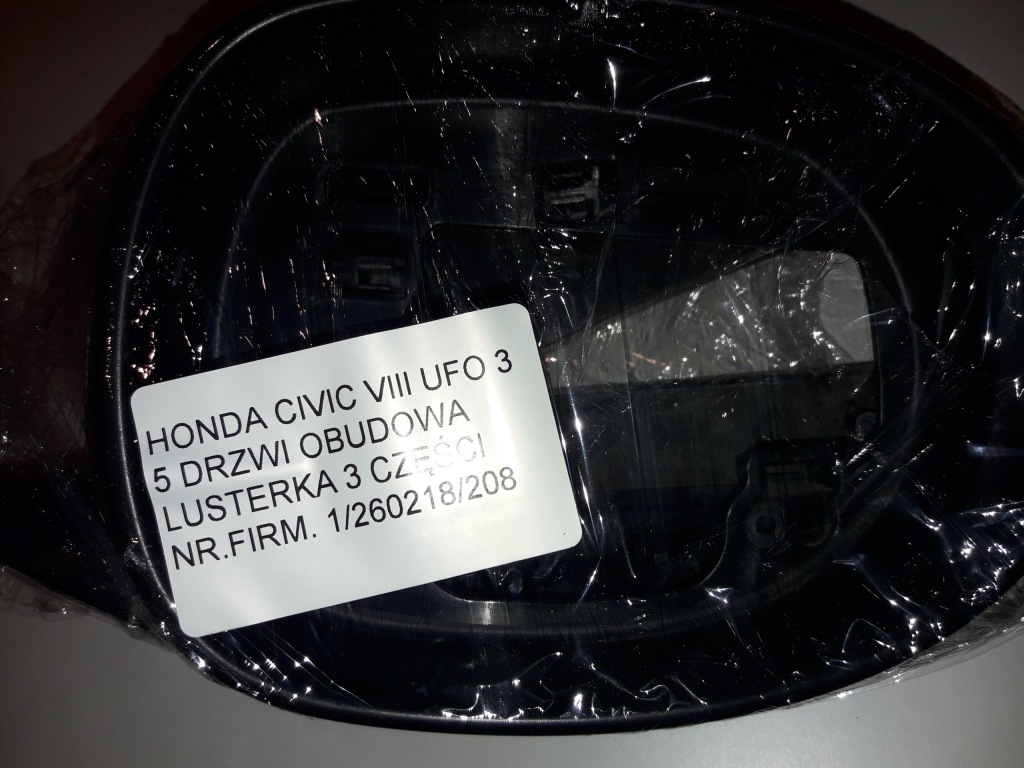 HONDA CIVIC VIII UFO 3
5 DRZWI OBUDOWA
LUSTERKA 3 CZĘŚCI
NR.FIRM. 1/260218/208